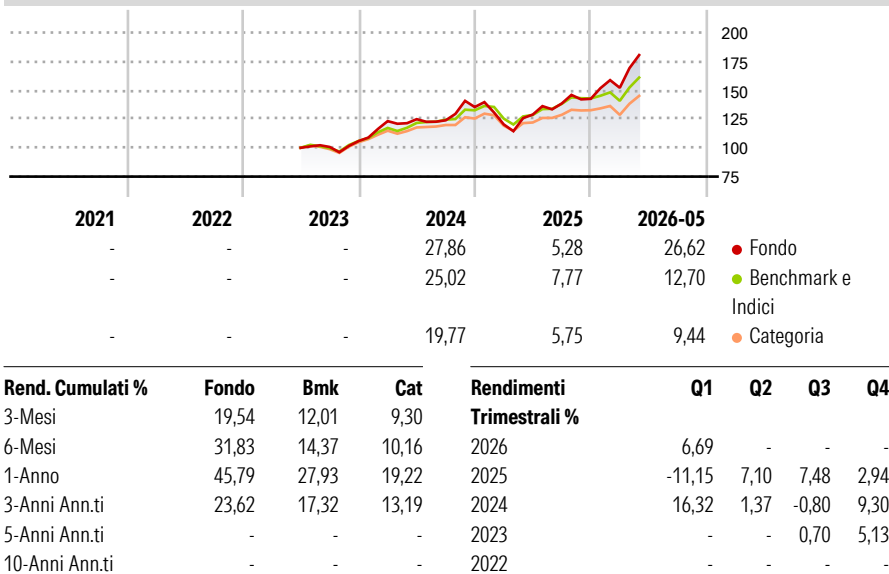 200
175
150
125
100
75
2021 2022 2023 2024 2025 2026-05
- - - 27,86 5,28 26,62 Fondo
- - - 25,02 7,77 12,70 Benchmark e
Indici
- - - 19,77 5,75 9,44 Categoria
Rend. Cumulati % Fondo Bmk Cat
3-Mesi 19,54 12,01 9,30
6-Mesi 31,83 14,37 10,16
1-Anno 45,79 27,93 19,22
3-Anni Ann.ti 23,62 17,32 13,19
5-Anni Ann.ti - - -
10-Anni Ann.ti - - -
Rendimenti Q1 Q2 Q3 Q4
Trimestrali %
2026 6,69 - - -
2025 -11,15 7,10 7,48 2,94
2024 16,32 1,37 -0,80 9,30
2023 - - 0,70 5,13
2022 - - - -